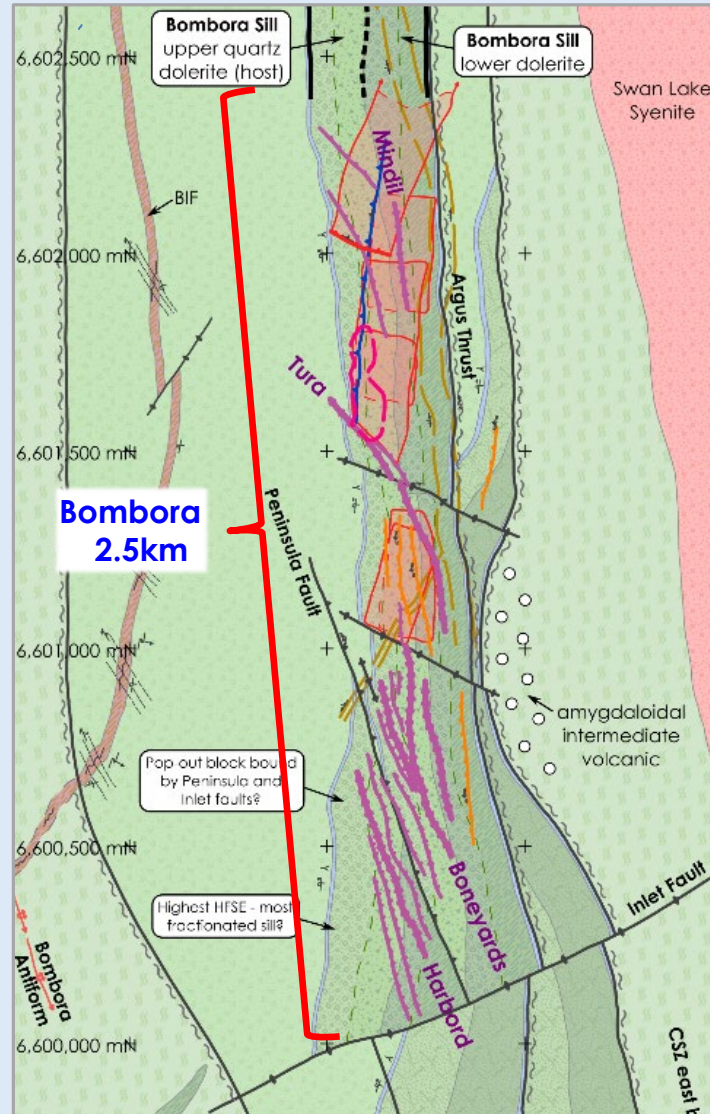 Bombora Sill
upper quartz
dolerite (host)
Bombora Sill
lower dolerite
6,602,500 mN
Swan Lake
Syenite
Mindil
BIF
6,602,000 mN
Argus Thrust
Tura
6,601,500 mN
Bombora
2.5km
Peninsula Fault
6,601,000 mN
amygdaloidal
intermediate
volcanic
Pop out block bound
by Peninsula and
Inlet faults?
6,600,500 mN
Boneyards
Inlet Fault
Highest HFSE - most
fractionated sill?
Harbord
Bombora
Antiform
6,600,000 mN
CSZ east